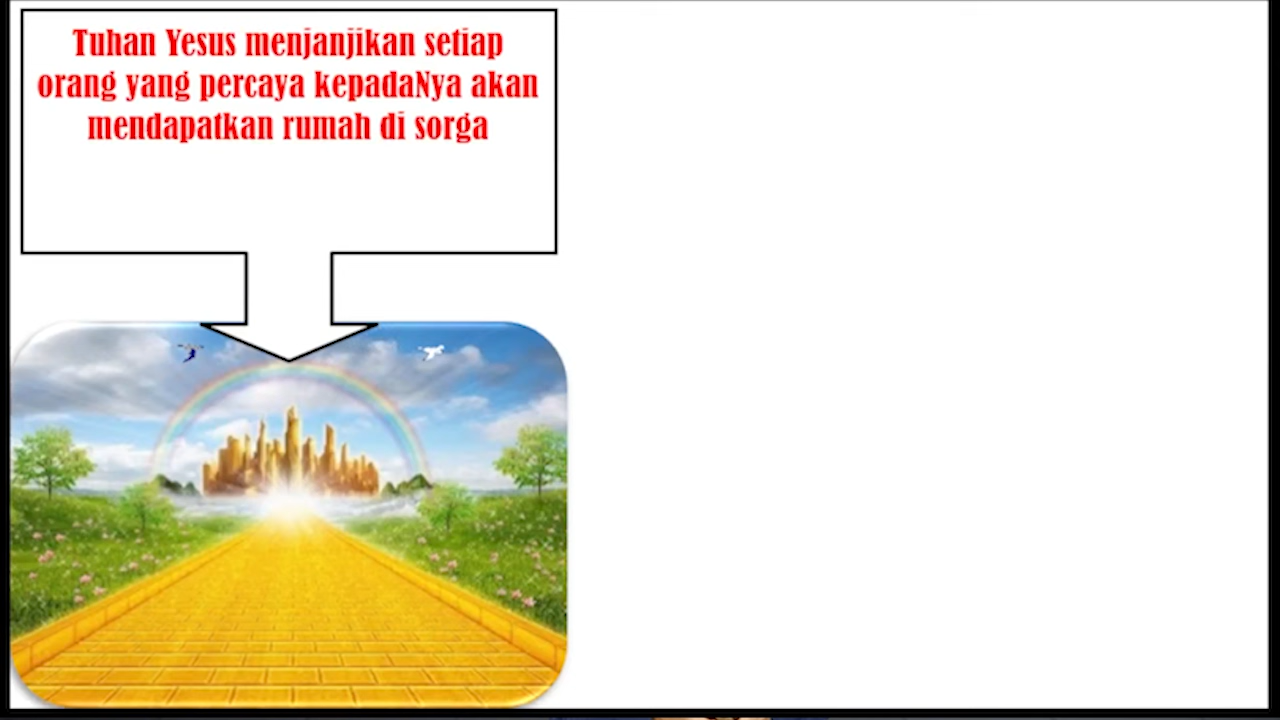 Tuhan Yesus menjanjikan setiap
orang yang percaya kepadaNya akan
mendapatkan rumah di sorga